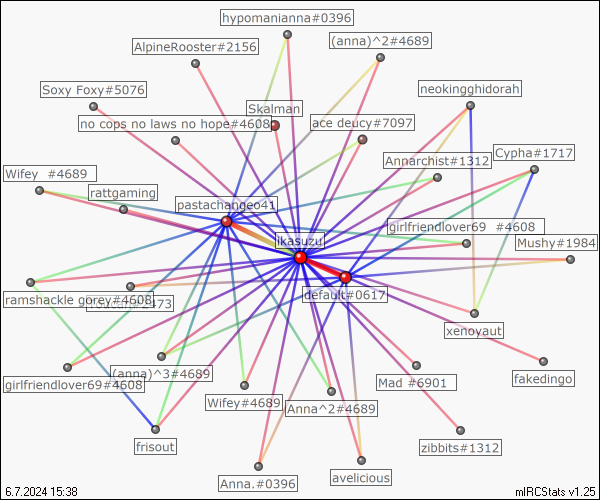 hypomanianna#0396
(anna)^2#4689
AlpineRooster#2156
neokingghidorah
Soxy Foxy#5076
Skalman
no cops no laws no hope#4608
ace deucy#7097
Annarchist#1312
Cypha#1717
Wifey #4689
rattgaming
pastachangeo41
girlfriendlover69 #4608
ikasuzu
Mushy#1984
default#0617
ramshackle gorey#4608
xenoyaut
(anna)^3#4689
fakedingo
girlfriendlover69#4608
Mad #6901
Wifey#4689
Anna^2#4689
frisout
zibbits#1312
Anna.#0396
avelicious
6.7.2024 15:38
mIRCStats v1.25